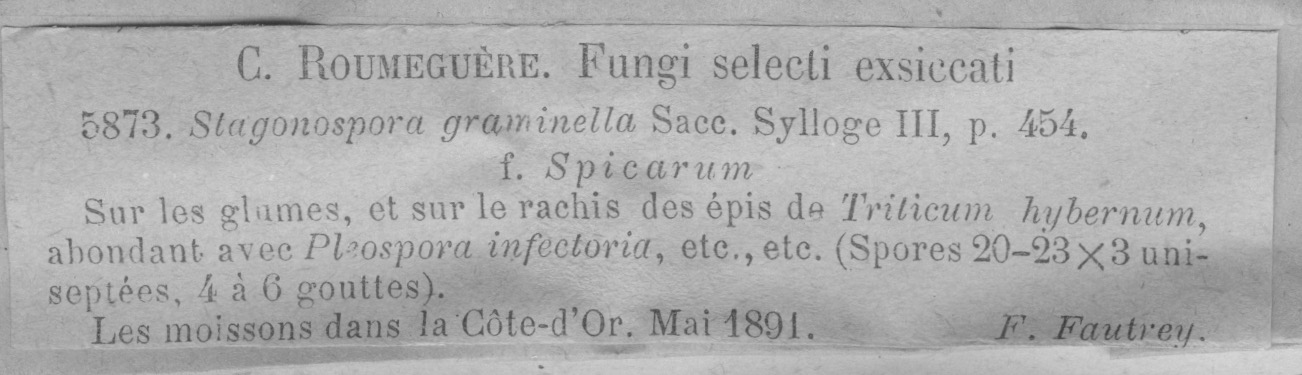 C. ROUMEGUÈRE. Fungi selecti exsiccati
5873. Stagonospora graminella Sacc. Sylloge III, p. 454.
f. Spicarum
Sur les glumes, et sur le rachis des épis de Triticum hybernum,
abondant avec Pleospora infectoria, etc., etc. (Spores 20–23×3 uni-
septées, 4 à 6 gouttes).
Les moissons dans la Côte-d'Or. Mai 1891. F. Fautrey.